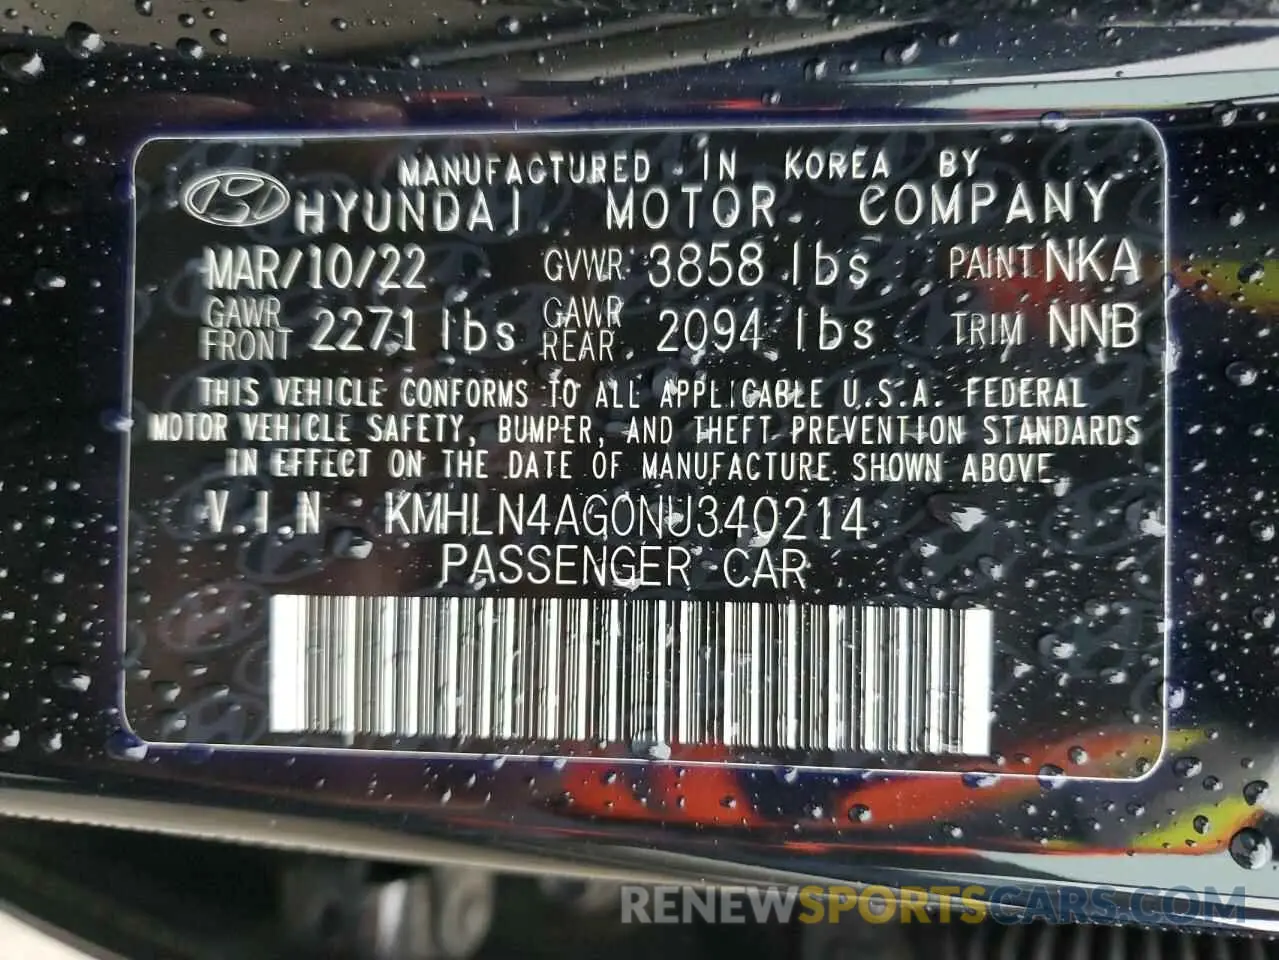 MANUFACTURED IN KOREA BY
HYUNDAI MOTOR COMPANY
MAR/10/22 GVWR 3858 lbs PAINT NKA
GAWR FRONT 2271 lbs GAWR REAR 2094 lbs TRIM NNB
THIS VEHICLE CONFORMS TO ALL APPLICABLE U.S.A. FEDERAL
MOTOR VEHICLE SAFETY, BUMPER, AND THEFT PREVENTION STANDARDS
IN EFFECT ON THE DATE OF MANUFACTURE SHOWN ABOVE.
V.I.N KMHLN4AG0NU340214
PASSENGER CAR
RENEWSPORTSCARS.COM